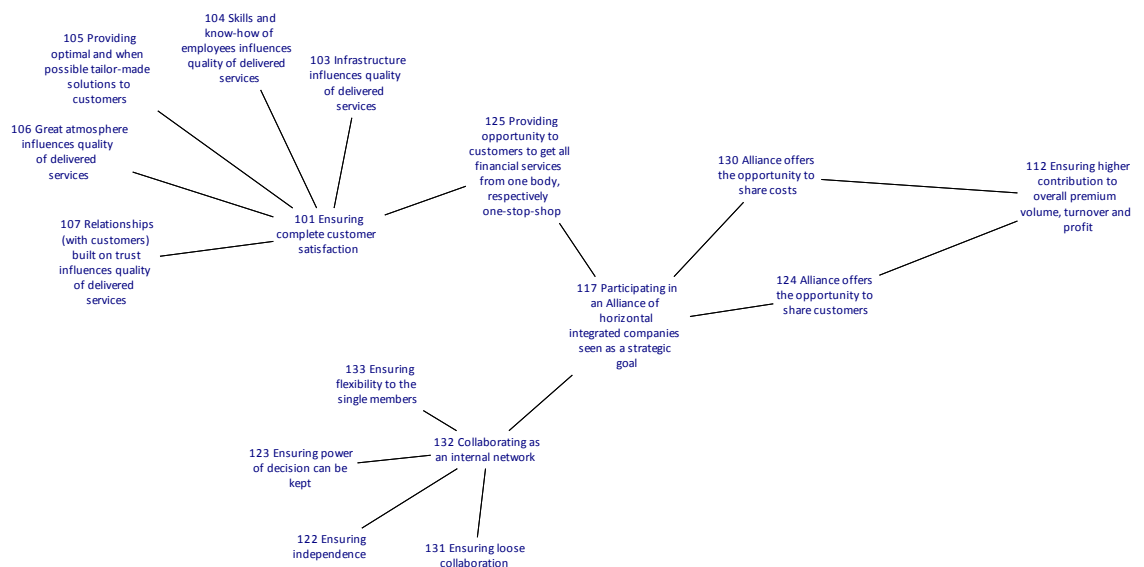 104 Skills and
know-how of
employees influences
quality of delivered
services
105 Providing
optimal and when
possible tailor-made
solutions to
customers
103 Infrastructure
influences quality
of delivered
services
106 Great atmosphere
influences quality
of delivered
services
125 Providing
opportunity to
customers to get all
financial services
from one body,
respectively
one-stop-shop
130 Alliance offers
the opportunity to
share costs
112 Ensuring higher
contribution to
overall premium
volume, turnover and
profit
101 Ensuring
complete customer
satisfaction
107 Relationships
(with customers)
built on trust
influences quality
of delivered
services
124 Alliance offers
the opportunity to
share customers
117 Participating in
an Alliance of
horizontal
integrated companies
seen as a strategic
goal
133 Ensuring
flexibility to the
single members
132 Collaborating as
an internal network
123 Ensuring power
of decision can be
kept
122 Ensuring
independence
131 Ensuring loose
collaboration